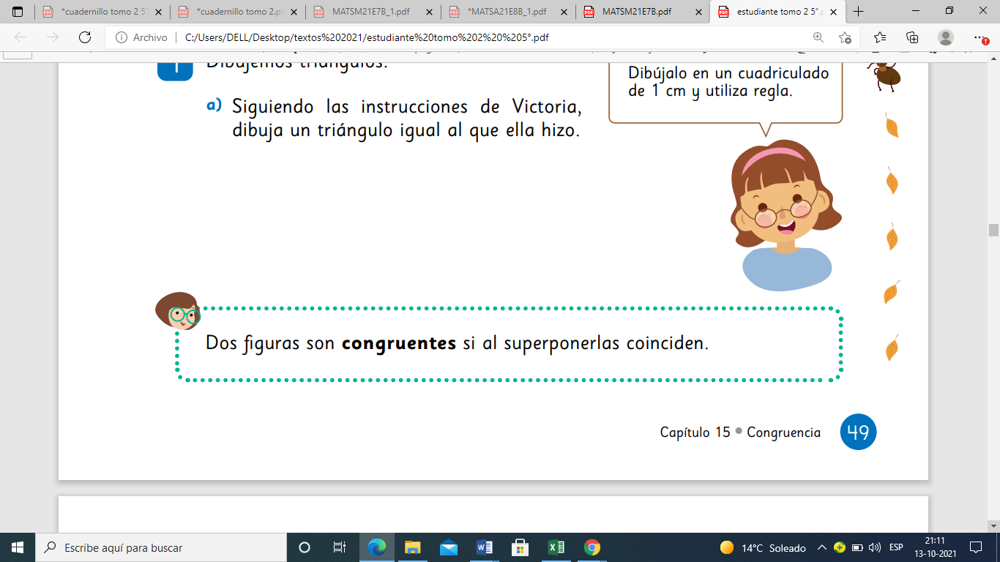 *cuadernillo tomo 2 5°
*cuadernillo tomo 2.p
MATSM21E7B_1.pdf
*MATSA21E8B_1.pdf
MATSM21E7B.pdf
estudiante tomo 2 5°.
Archivo
C:/Users/DELL/Desktop/textos%202021/estudiante%20tomo%202%20%205°.pdf
1
Dibujemos triángulos.
Dibújalo en un cuadriculado
de 1 cm y utiliza regla.
a) Siguiendo las instrucciones de Victoria,
dibuja un triángulo igual al que ella hizo.
Dos figuras son congruentes si al superponerlas coinciden.
Capítulo 15 • Congruencia
49
Escribe aquí para buscar
14°C Soleado
ESP
21:11
13-10-2021